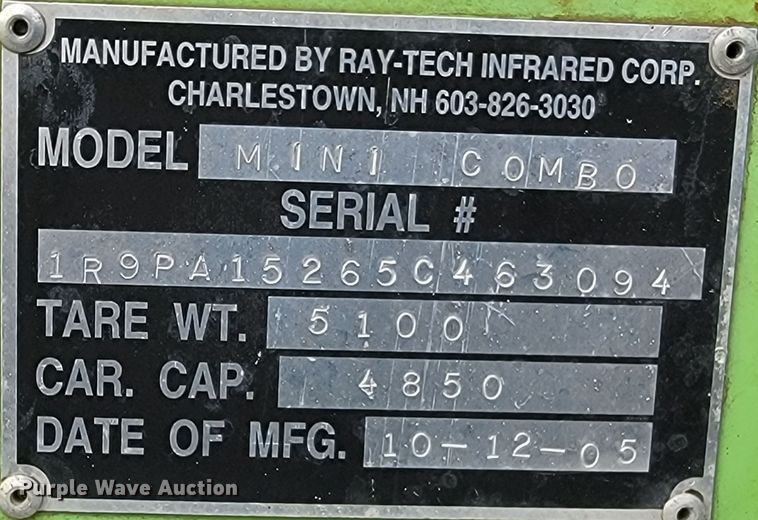 MANUFACTURED BY RAY-TECH INFRARED CORP.
CHARLESTOWN, NH 603-826-3030
MODEL MINI COMBO
SERIAL #
1R9PA15265C463094
TARE WT. 5100
CAR. CAP. 4850
DATE OF MFG. 10-12-05
Purple Wave Auction